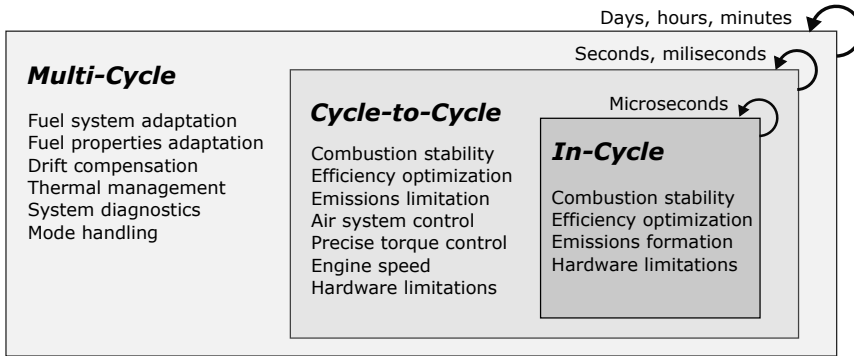 Days, hours, minutes
Seconds, miliseconds
Microseconds
Multi-Cycle
Fuel system adaptation
Fuel properties adaptation
Drift compensation
Thermal management
System diagnostics
Mode handling
Cycle-to-Cycle
Combustion stability
Efficiency optimization
Emissions limitation
Air system control
Precise torque control
Engine speed
Hardware limitations
In-Cycle
Combustion stability
Efficiency optimization
Emissions formation
Hardware limitations